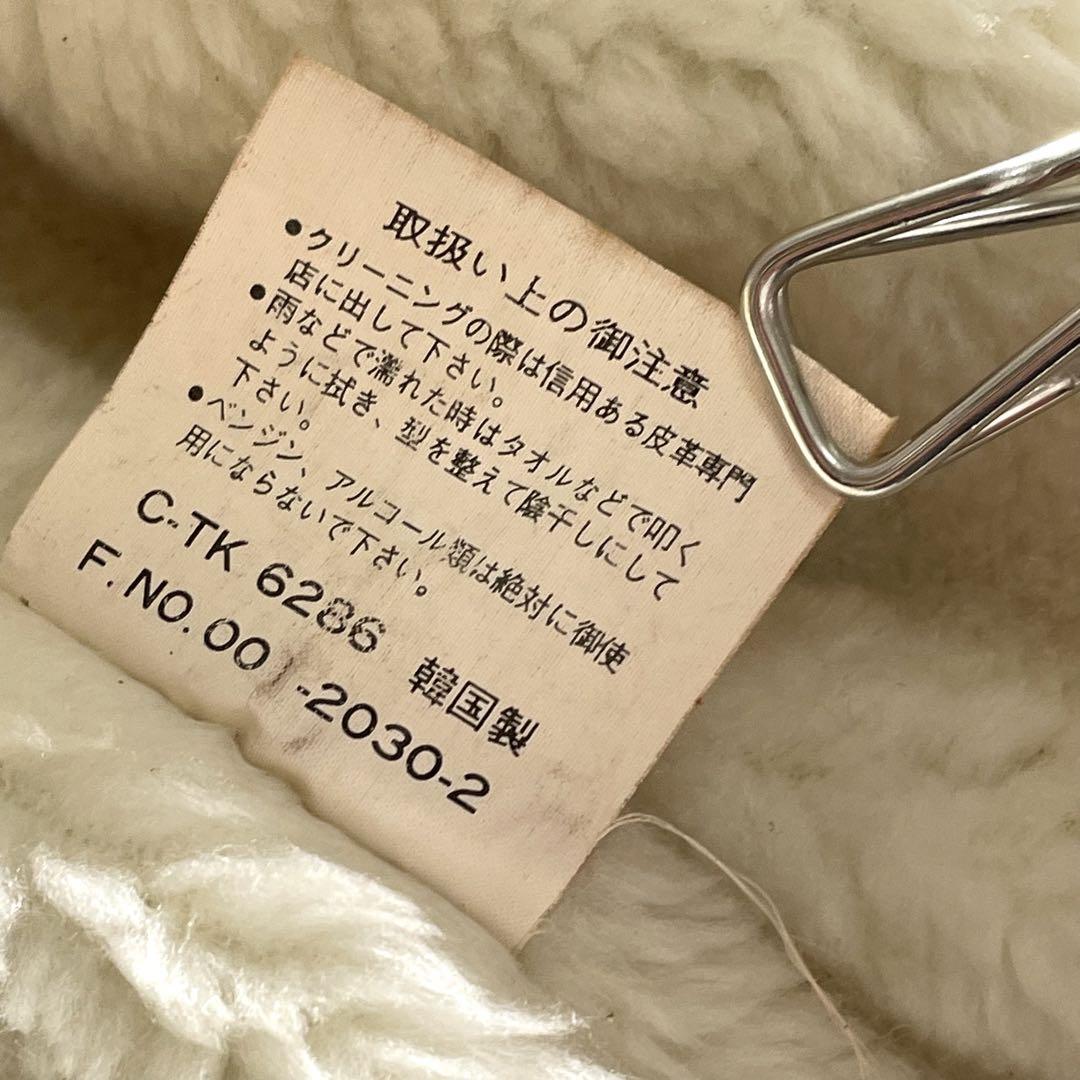 取扱い上の御注意
●クリーニングの際は信用ある皮革専門
店に出して下さい。
●雨などで濡れた時はタオルなどで叩く
ように拭き、型を整えて陰干しにして
下さい。
●ベンジン、アルコール類は絶対に御使
用にならないで下さい。
C-TK 6286 韓国製
F.NO.00 -2030-2